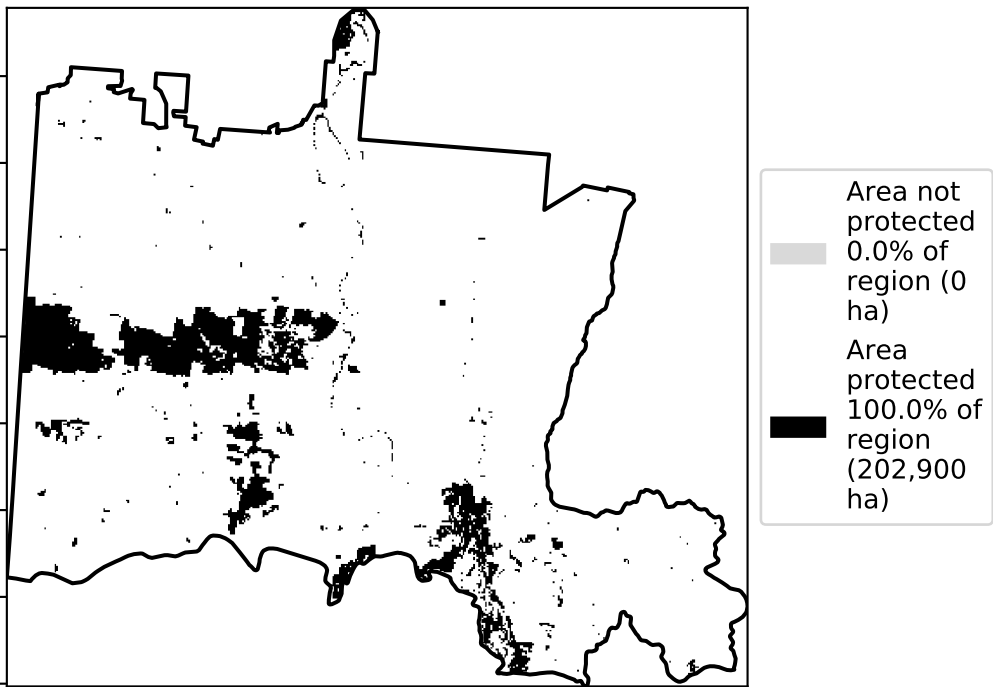 Area not
protected
0.0% of
region (0
ha)
Area
protected
100.0% of
region
(202,900
ha)